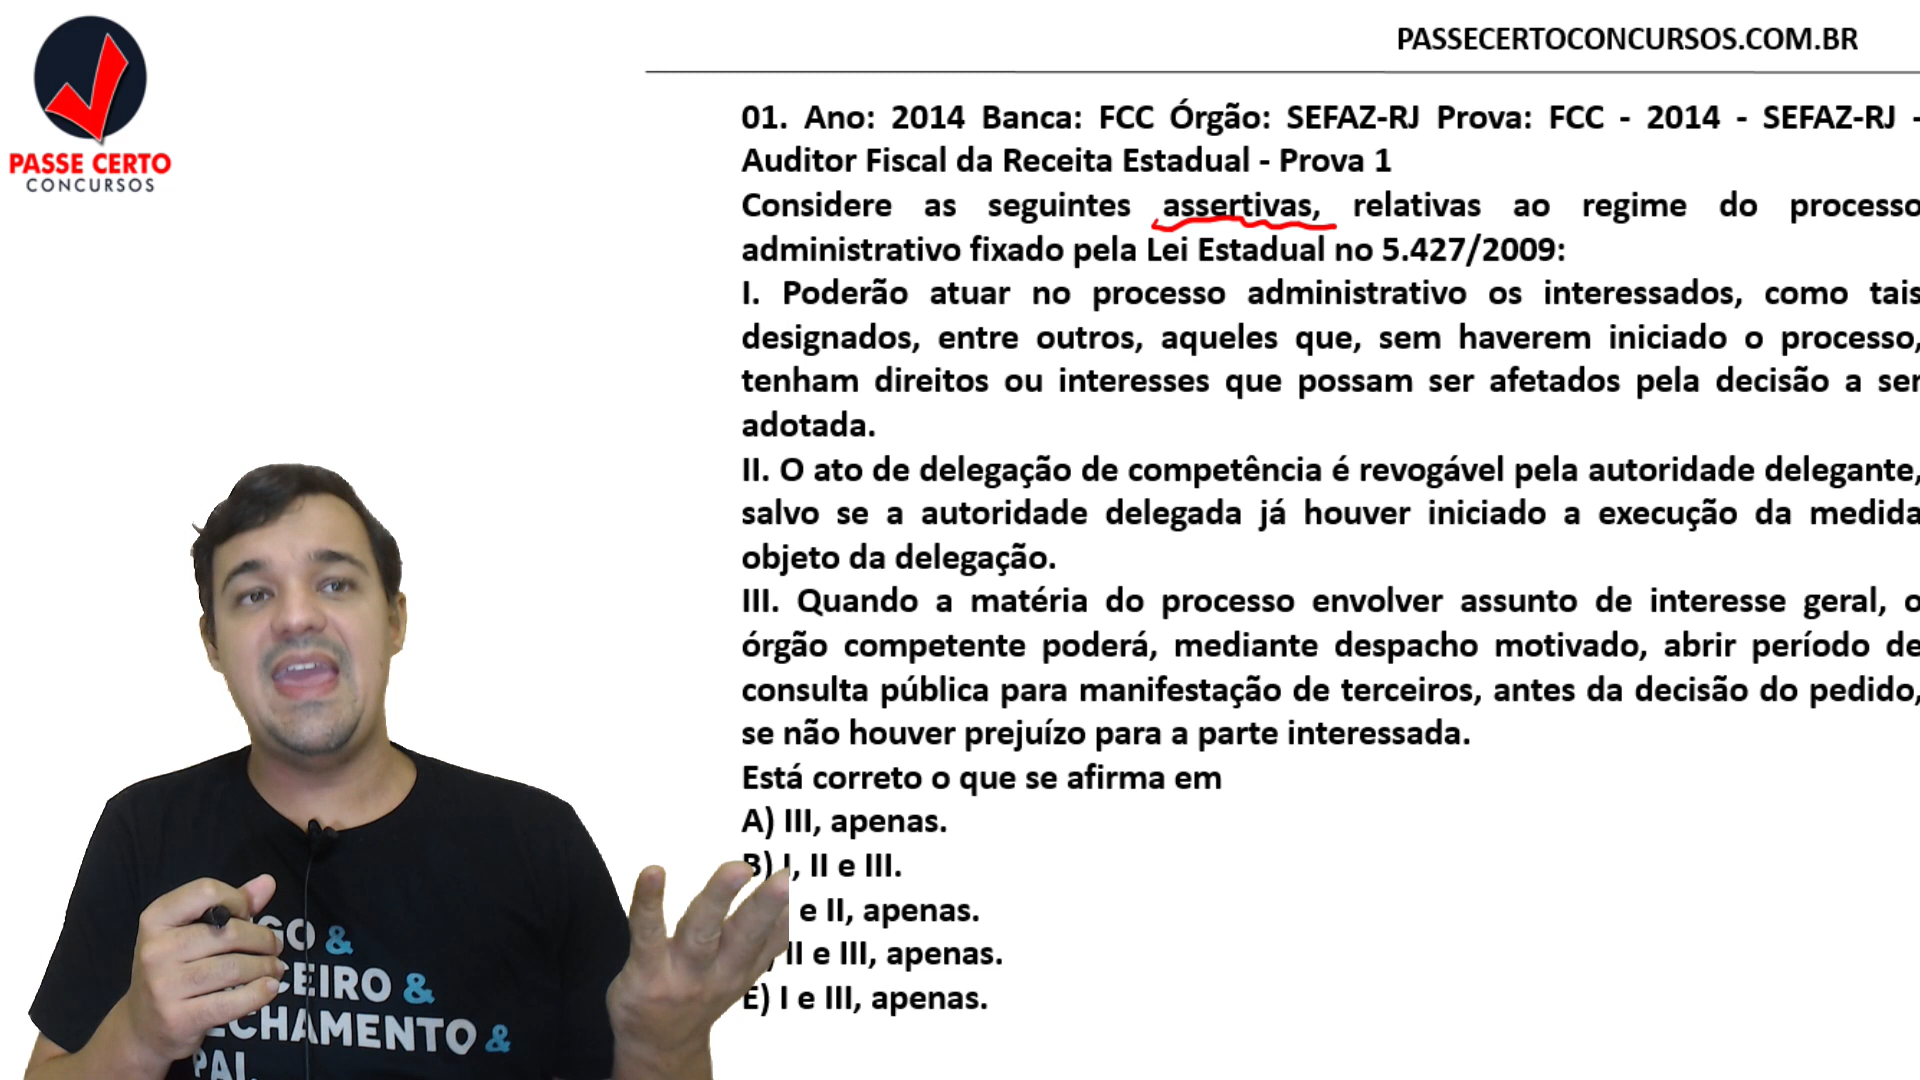 PASSECERTOCONCURSOS.COM.BR
PASSE CERTO
CONCURSOS
01. Ano: 2014 Banca: FCC Órgão: SEFAZ-RJ Prova: FCC - 2014 - SEFAZ-RJ -
Auditor Fiscal da Receita Estadual - Prova 1
Considere as seguintes assertivas, relativas ao regime do processo
administrativo fixado pela Lei Estadual no 5.427/2009:
I. Poderão atuar no processo administrativo os interessados, como tais
designados, entre outros, aqueles que, sem haverem iniciado o processo,
tenham direitos ou interesses que possam ser afetados pela decisão a ser
adotada.
II. O ato de delegação de competência é revogável pela autoridade delegante,
salvo se a autoridade delegada já houver iniciado a execução da medida
objeto da delegação.
III. Quando a matéria do processo envolver assunto de interesse geral, o
órgão competente poderá, mediante despacho motivado, abrir período de
consulta pública para manifestação de terceiros, antes da decisão do pedido,
se não houver prejuízo para a parte interessada.
Está correto o que se afirma em
A) III, apenas.
B) I, II e III.
e II, apenas.
II e III, apenas.
E) I e III, apenas.
&
&
&
PAI.